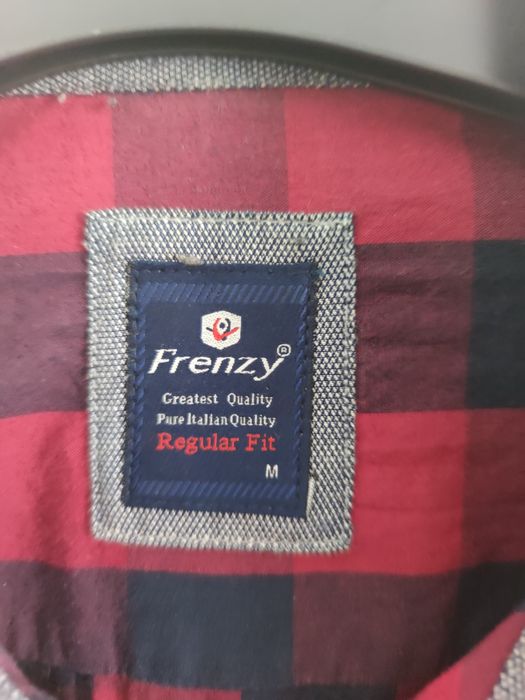 Frenzy®
Greatest Quality
Pure Italian Quality
Regular Fit
M